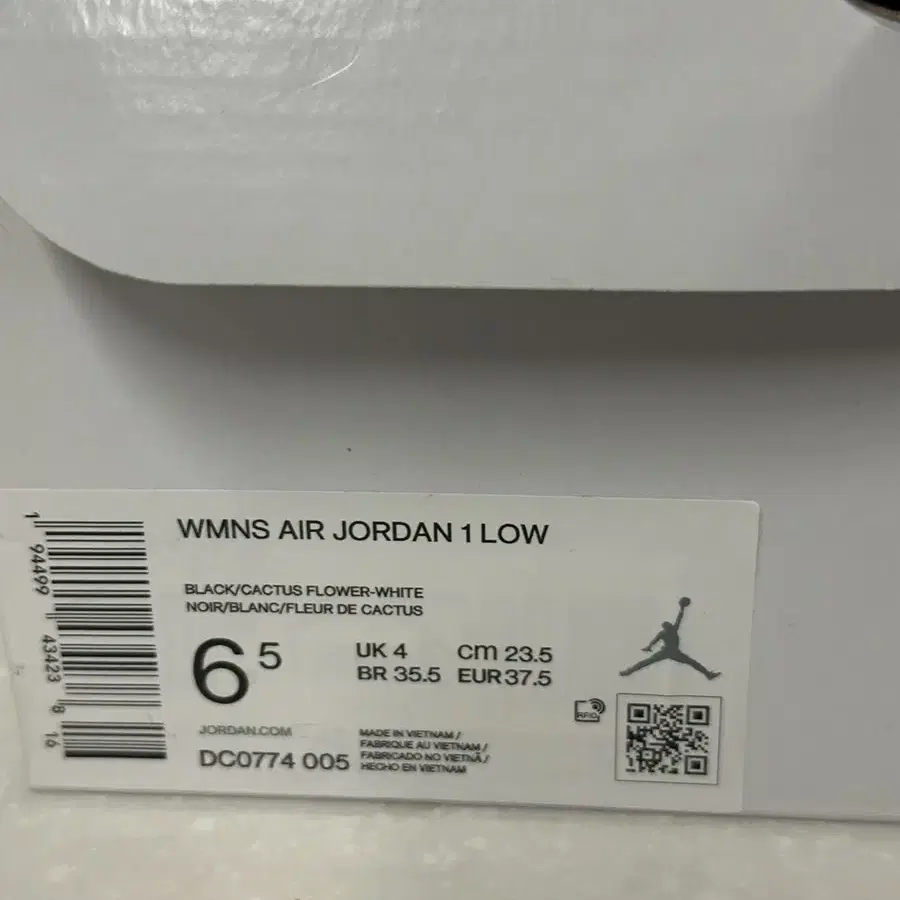 WMNS AIR JORDAN 1 LOW
BLACK/CACTUS FLOWER-WHITE
NOIR/BLANC/FLEUR DE CACTUS
6 5
UK 4 cm 23.5
BR 35.5 EUR 37.5
RFID
JORDAN.COM
DC0774 005
MADE IN VIETNAM /
FABRIQUE AU VIETNAM /
FABRICADO NO VIETNÃ /
HECHO EN VIETNAM
1 94499 43423 8 16